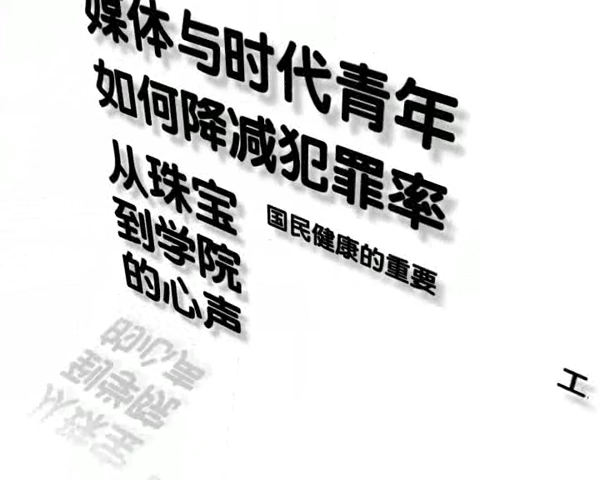 媒体与时代青年
如何降减犯罪率
从珠宝
到学院
的心声
国民健康的重要
工